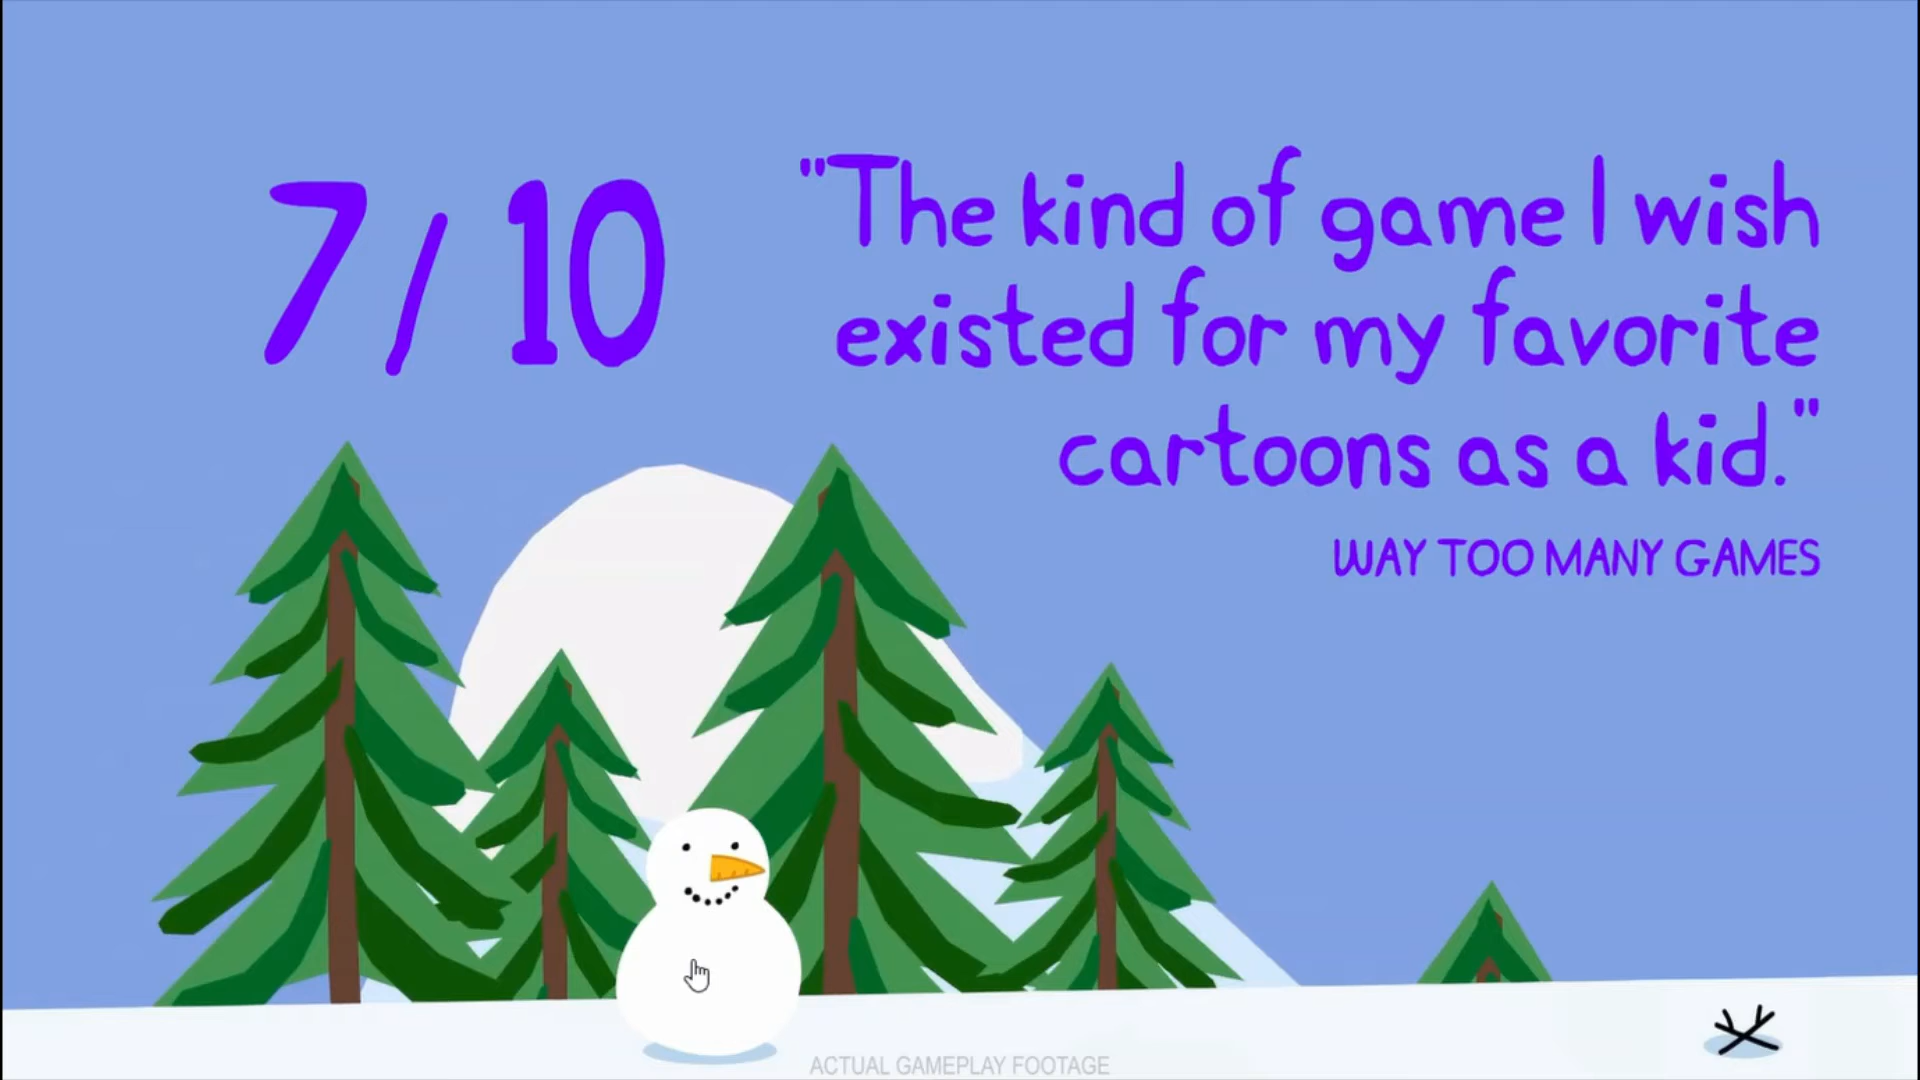 7/10
"The kind of game I wish
existed for my favorite
cartoons as a kid."
WAY TOO MANY GAMES
ACTUAL GAMEPLAY FOOTAGE